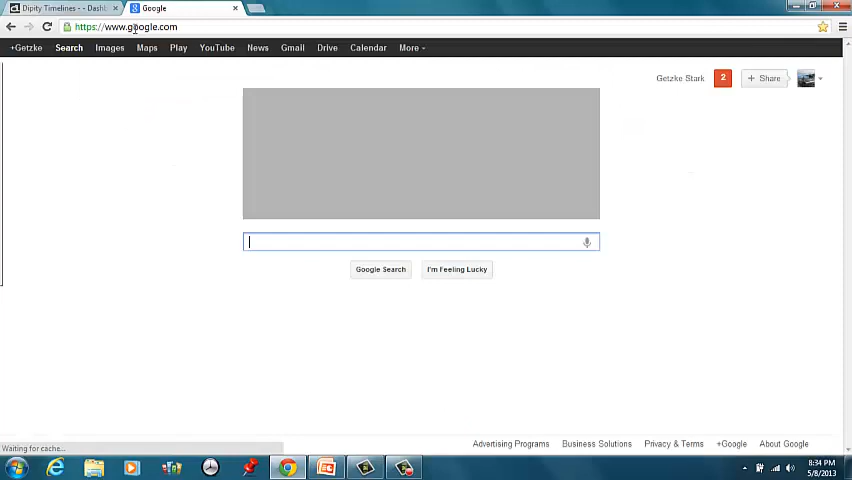 Dipity Timelines - - Dashb
Google
https://www.google.com
+Getzke Search Images Maps Play YouTube News Gmail Drive Calendar More
Getzke Stark 2 + Share
Google Search I'm Feeling Lucky
Advertising Programs Business Solutions Privacy & Terms +Google About Google
Waiting for cache...
8:34 PM
5/8/2013